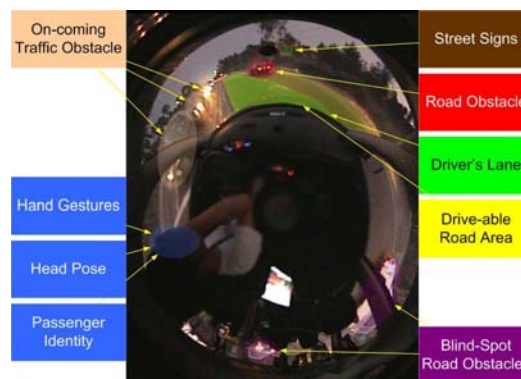 On-coming
Traffic Obstacle
Hand Gestures
Head Pose
Passenger
Identity
Street Signs
Road Obstacle
Driver's Lane
Drive-able
Road Area
Blind-Spot
Road Obstacle